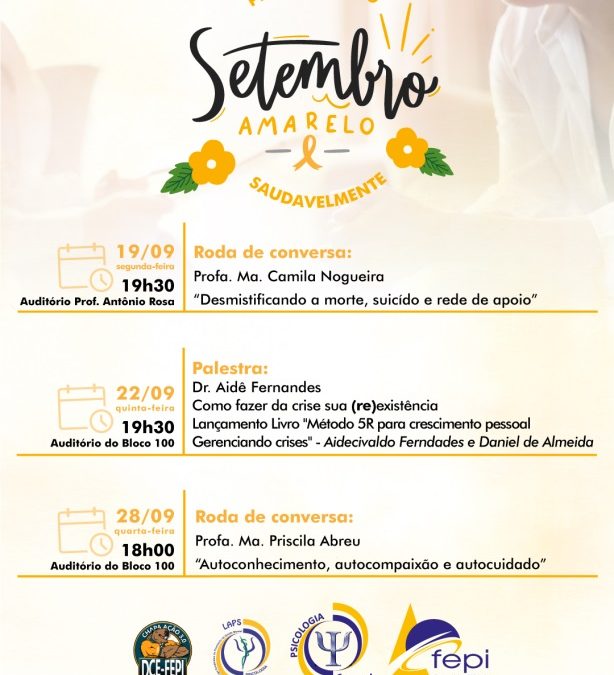 Setembro
AMARELO
SAUDAVELMENTE
19/09
segunda-feira
19h30
Auditório Prof. Antônio Rosa
Roda de conversa:
Profa. Ma. Camila Nogueira
“Desmistificando a morte, suicído e rede de apoio”
22/09
quinta-feira
19h30
Auditório do Bloco 100
Palestra:
Dr. Aidê Fernandes
Como fazer da crise sua (re)existência
Lançamento Livro "Método 5R para crescimento pessoal
Gerenciando crises" - Aidecivaldo Ferndades e Daniel de Almeida
28/09
quarta-feira
18h00
Auditório do Bloco 100
Roda de conversa:
Profa. Ma. Priscila Abreu
“Autoconhecimento, autocompaixão e autocuidado”
CHAPA AÇÃO 3.0
DCE-FEPI
LAPS
PSICOLOGIA
fepi